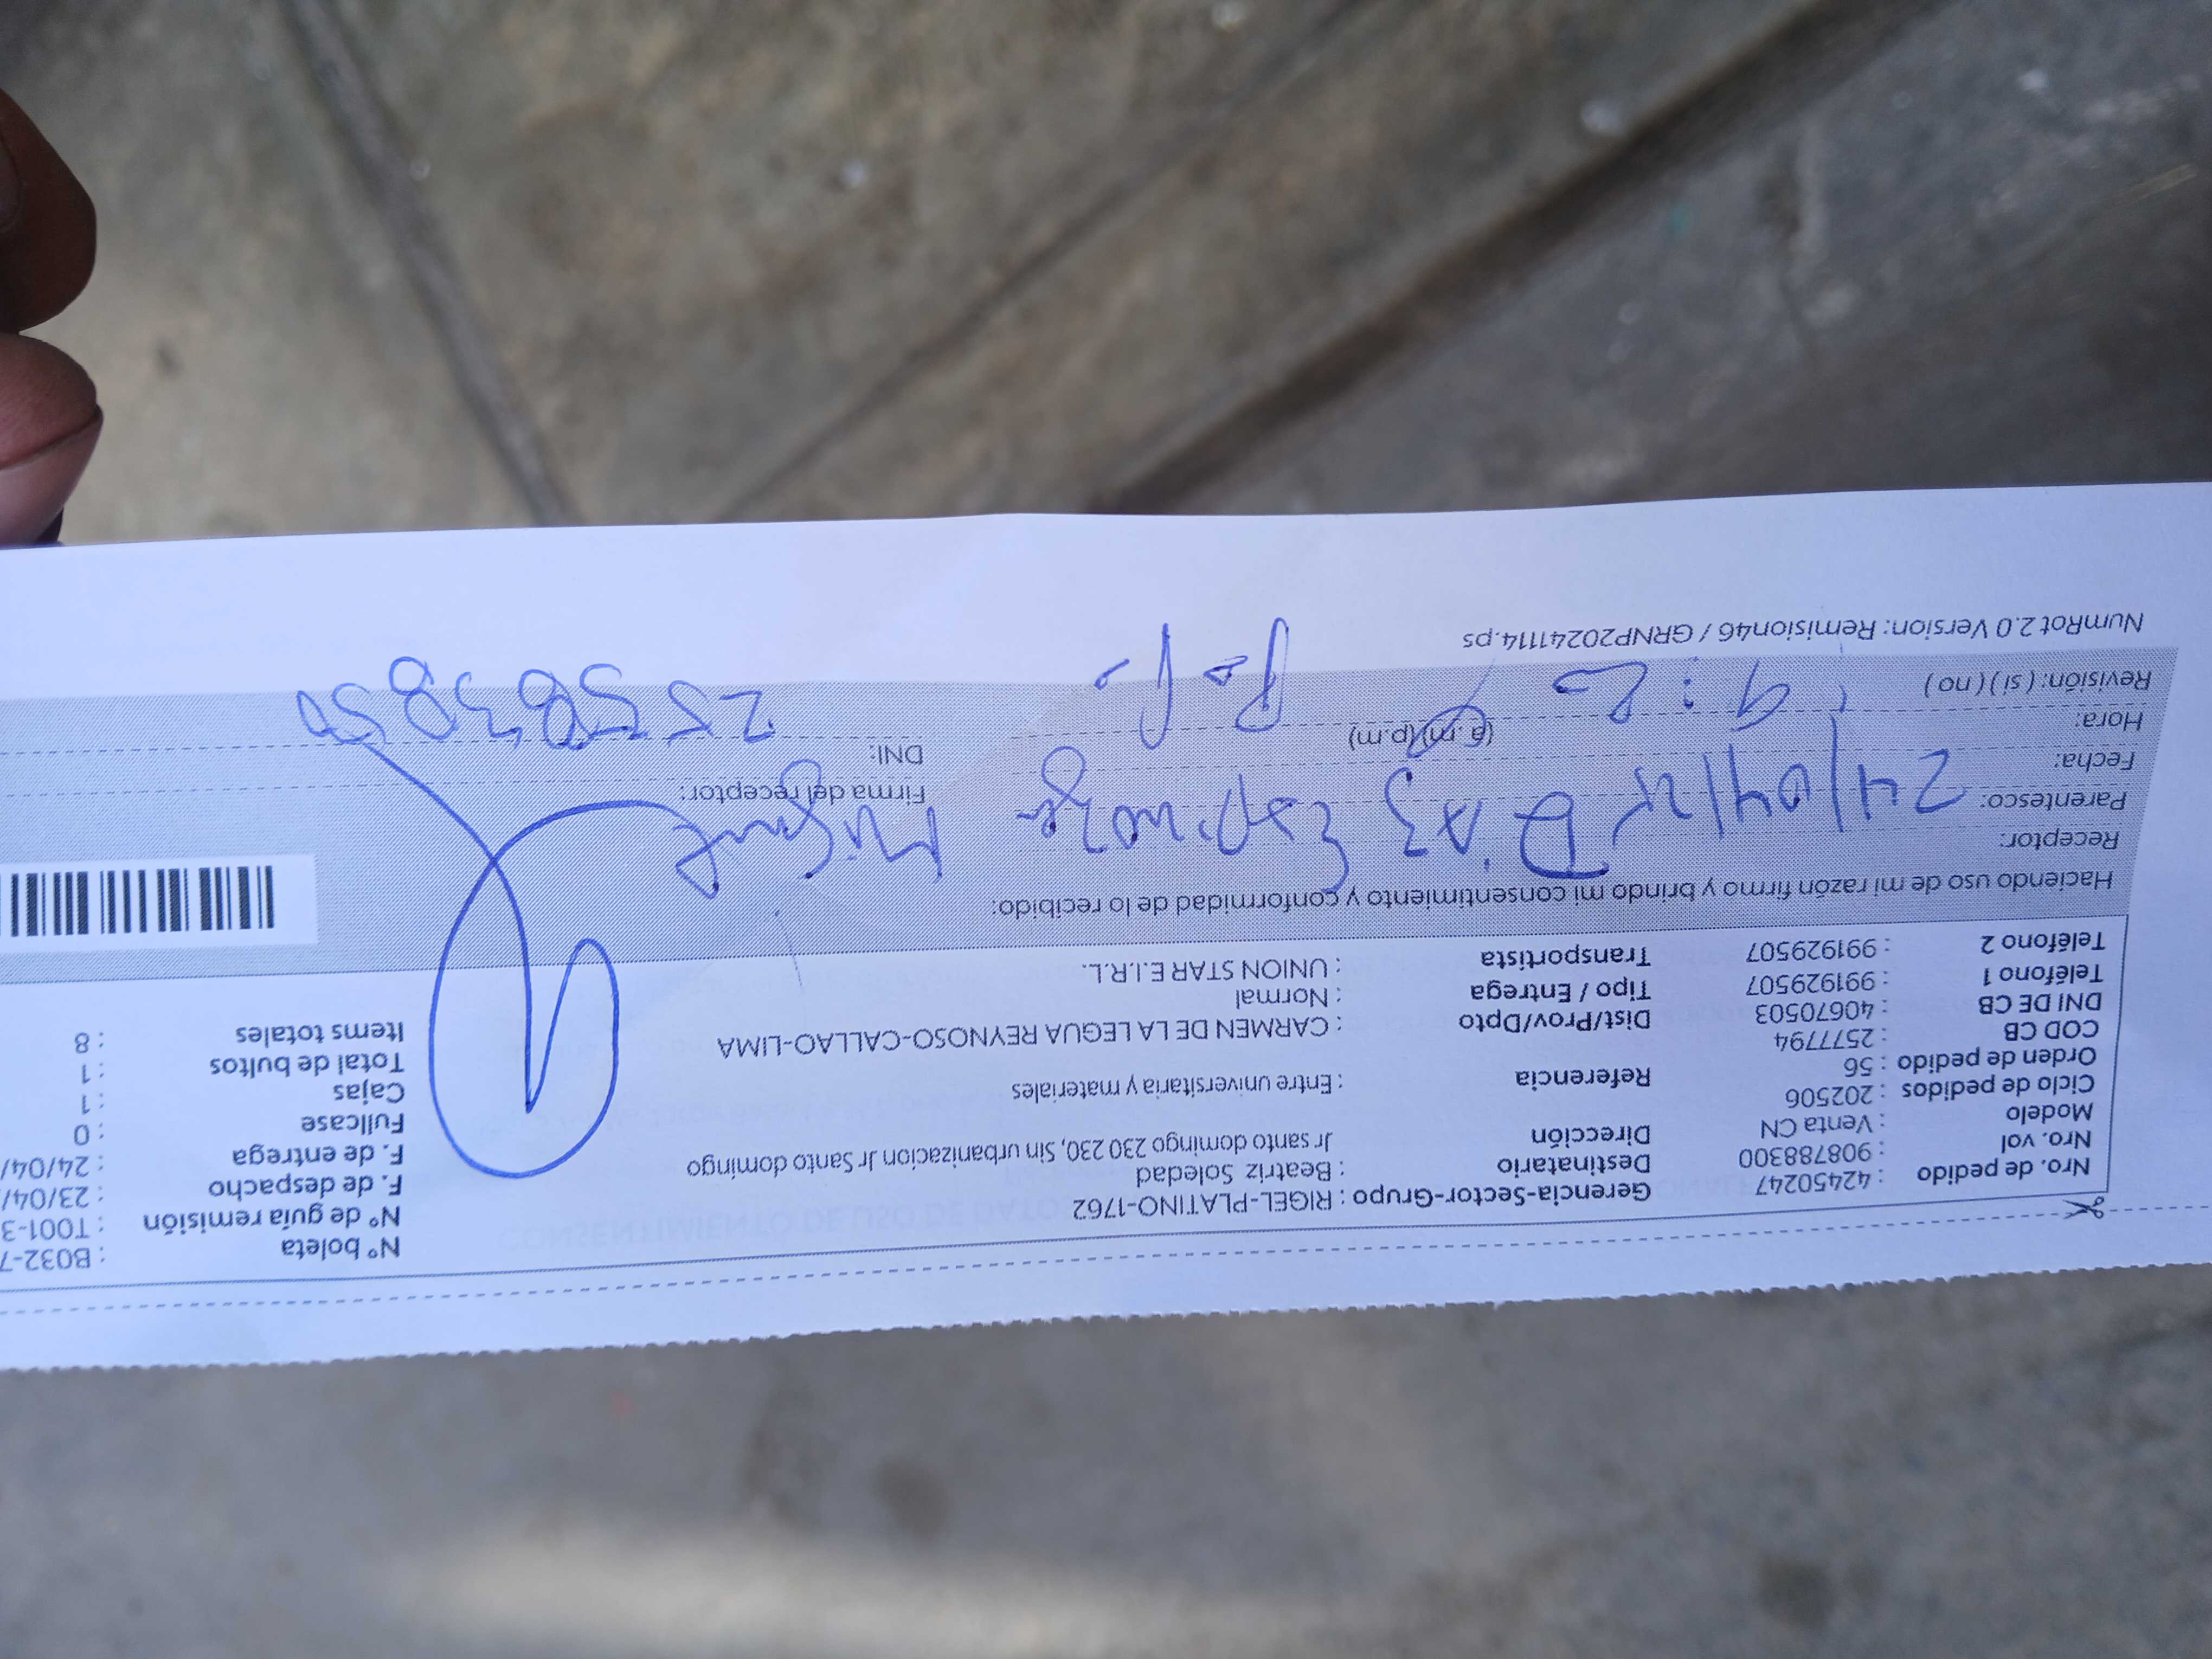 Nro. de pedido : 42450247
Nro. vol : 908788300
Modelo : Venta CN
Ciclo de pedidos : 202506
Orden de pedido : 56
COD CB : 2577794
DNI DE CB : 40670503
Teléfono 1 : 991929507
Teléfono 2 : 991929507
Gerencia-Sector-Grupo : RIGEL-PLATINO-1762
Destinatario : Beatriz Soledad
Dirección Jr santo domingo 230 230, Sin urbanizacion Jr Santo domingo
Referencia : Entre universitaria y materiales
Dist/Prov/Dpto : CARMEN DE LA LEGUA REYNOSO-CALLAO-LIMA
Tipo / Entrega : Normal
Transportista : UNION STAR E.I.R.L.
N° boleta : B032-7
N° de guía remisión : T001-3
F. de despacho : 23/04/
F. de entrega : 24/04/
Fullcase : 0
Cajas : 1
Total de bultos : 1
Items totales : 8
Haciendo uso de mi razón firmo y brindo mi consentimiento y conformidad de lo recibido:
Receptor: Díaz Espinoza
Parentesco:
Fecha: 24/04/25
Hora: (a.m)(p.m)
Revisión: ( si ) ( no )
Firma del receptor:
DNI:
NumRot 2.0 Version: Remision46 / GRNP20241114.ps